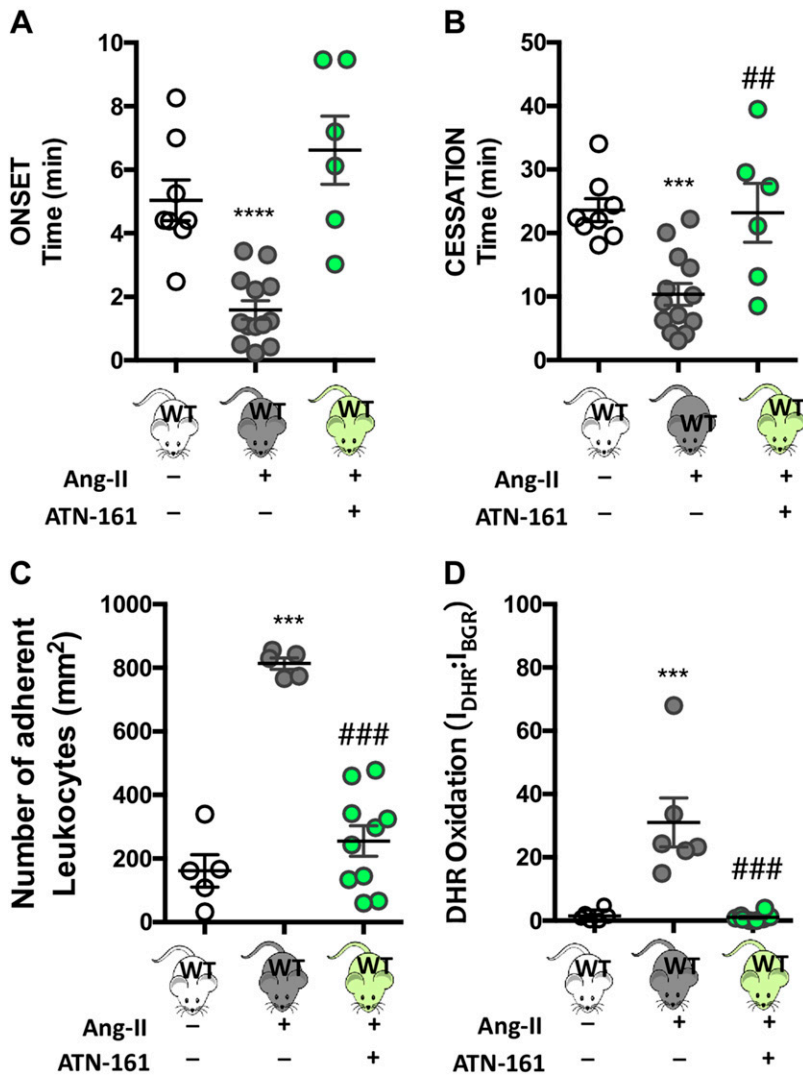 A
ONSET
Time (min)
10
8
6
4
2
0
****
WT
WT
WT
Ang-II
–
+
+
ATN-161
–
–
+
B
CESSATION
Time (min)
50
40
30
20
10
0
***
##
WT
WT
WT
Ang-II
–
+
+
ATN-161
–
–
+
C
Number of adherent
Leukocytes (mm²)
1000
800
600
400
200
0
***
###
WT
WT
WT
Ang-II
–
+
+
ATN-161
–
–
+
D
DHR Oxidation (I_DHR:I_BGR)
100
80
60
40
20
0
***
###
WT
WT
WT
Ang-II
–
+
+
ATN-161
–
–
+